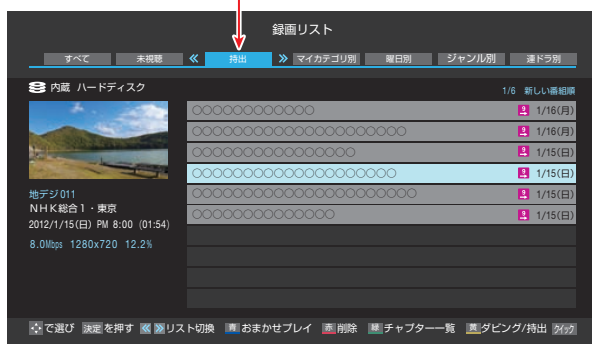 録画リスト
すべて 未視聴 持出 マイカテゴリ別 曜日別 ジャンル別 連ドラ別
内蔵 ハードディスク
1/6 新しい番組順
○○○○○○○○○○○○ 1/16(月)
○○○○○○○○○○○○○○○○○○○○○ 1/16(月)
○○○○○○○○○○○○○○○○ 1/15(日)
○○○○○○○○○○○○○○○○○○○○ 1/15(日)
○○○○○○○○○○○○○○○○○○○○○○ 1/15(日)
○○○○○○○○○○○○○○ 1/15(日)
地デジ011
NHK総合1・東京
2012/1/15(日) PM 8:00 (01:54)
8.0Mbps 1280x720 12.2%
で選び 決定 を押す リスト切換 青 おまかせプレイ 赤 削除 緑 チャプター一覧 黄 ダビング/持出 クイック